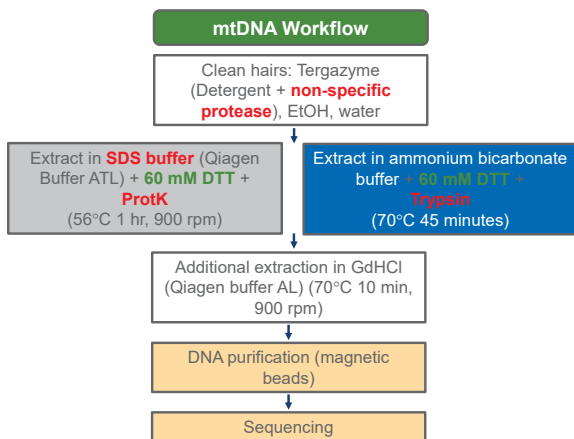 mtDNA Workflow
Clean hairs: Tergazyme
(Detergent + non-specific
protease), EtOH, water
Extract in SDS buffer (Qiagen
Buffer ATL) + 60 mM DTT +
ProtK
(56°C 1 hr, 900 rpm)
Extract in ammonium bicarbonate
buffer + 60 mM DTT +
Trypsin
(70°C 45 minutes)
Additional extraction in GdHCl
(Qiagen buffer AL) (70°C 10 min,
900 rpm)
DNA purification (magnetic
beads)
Sequencing